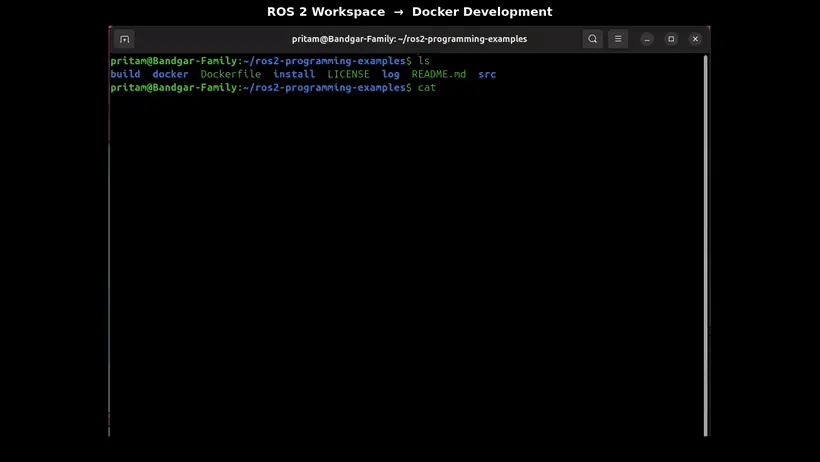 ROS 2 Workspace → Docker Development
pritam@Bandgar-Family: ~/ros2-programming-examples
pritam@Bandgar-Family:~/ros2-programming-examples$ ls
build docker Dockerfile install LICENSE log README.md src
pritam@Bandgar-Family:~/ros2-programming-examples$ cat